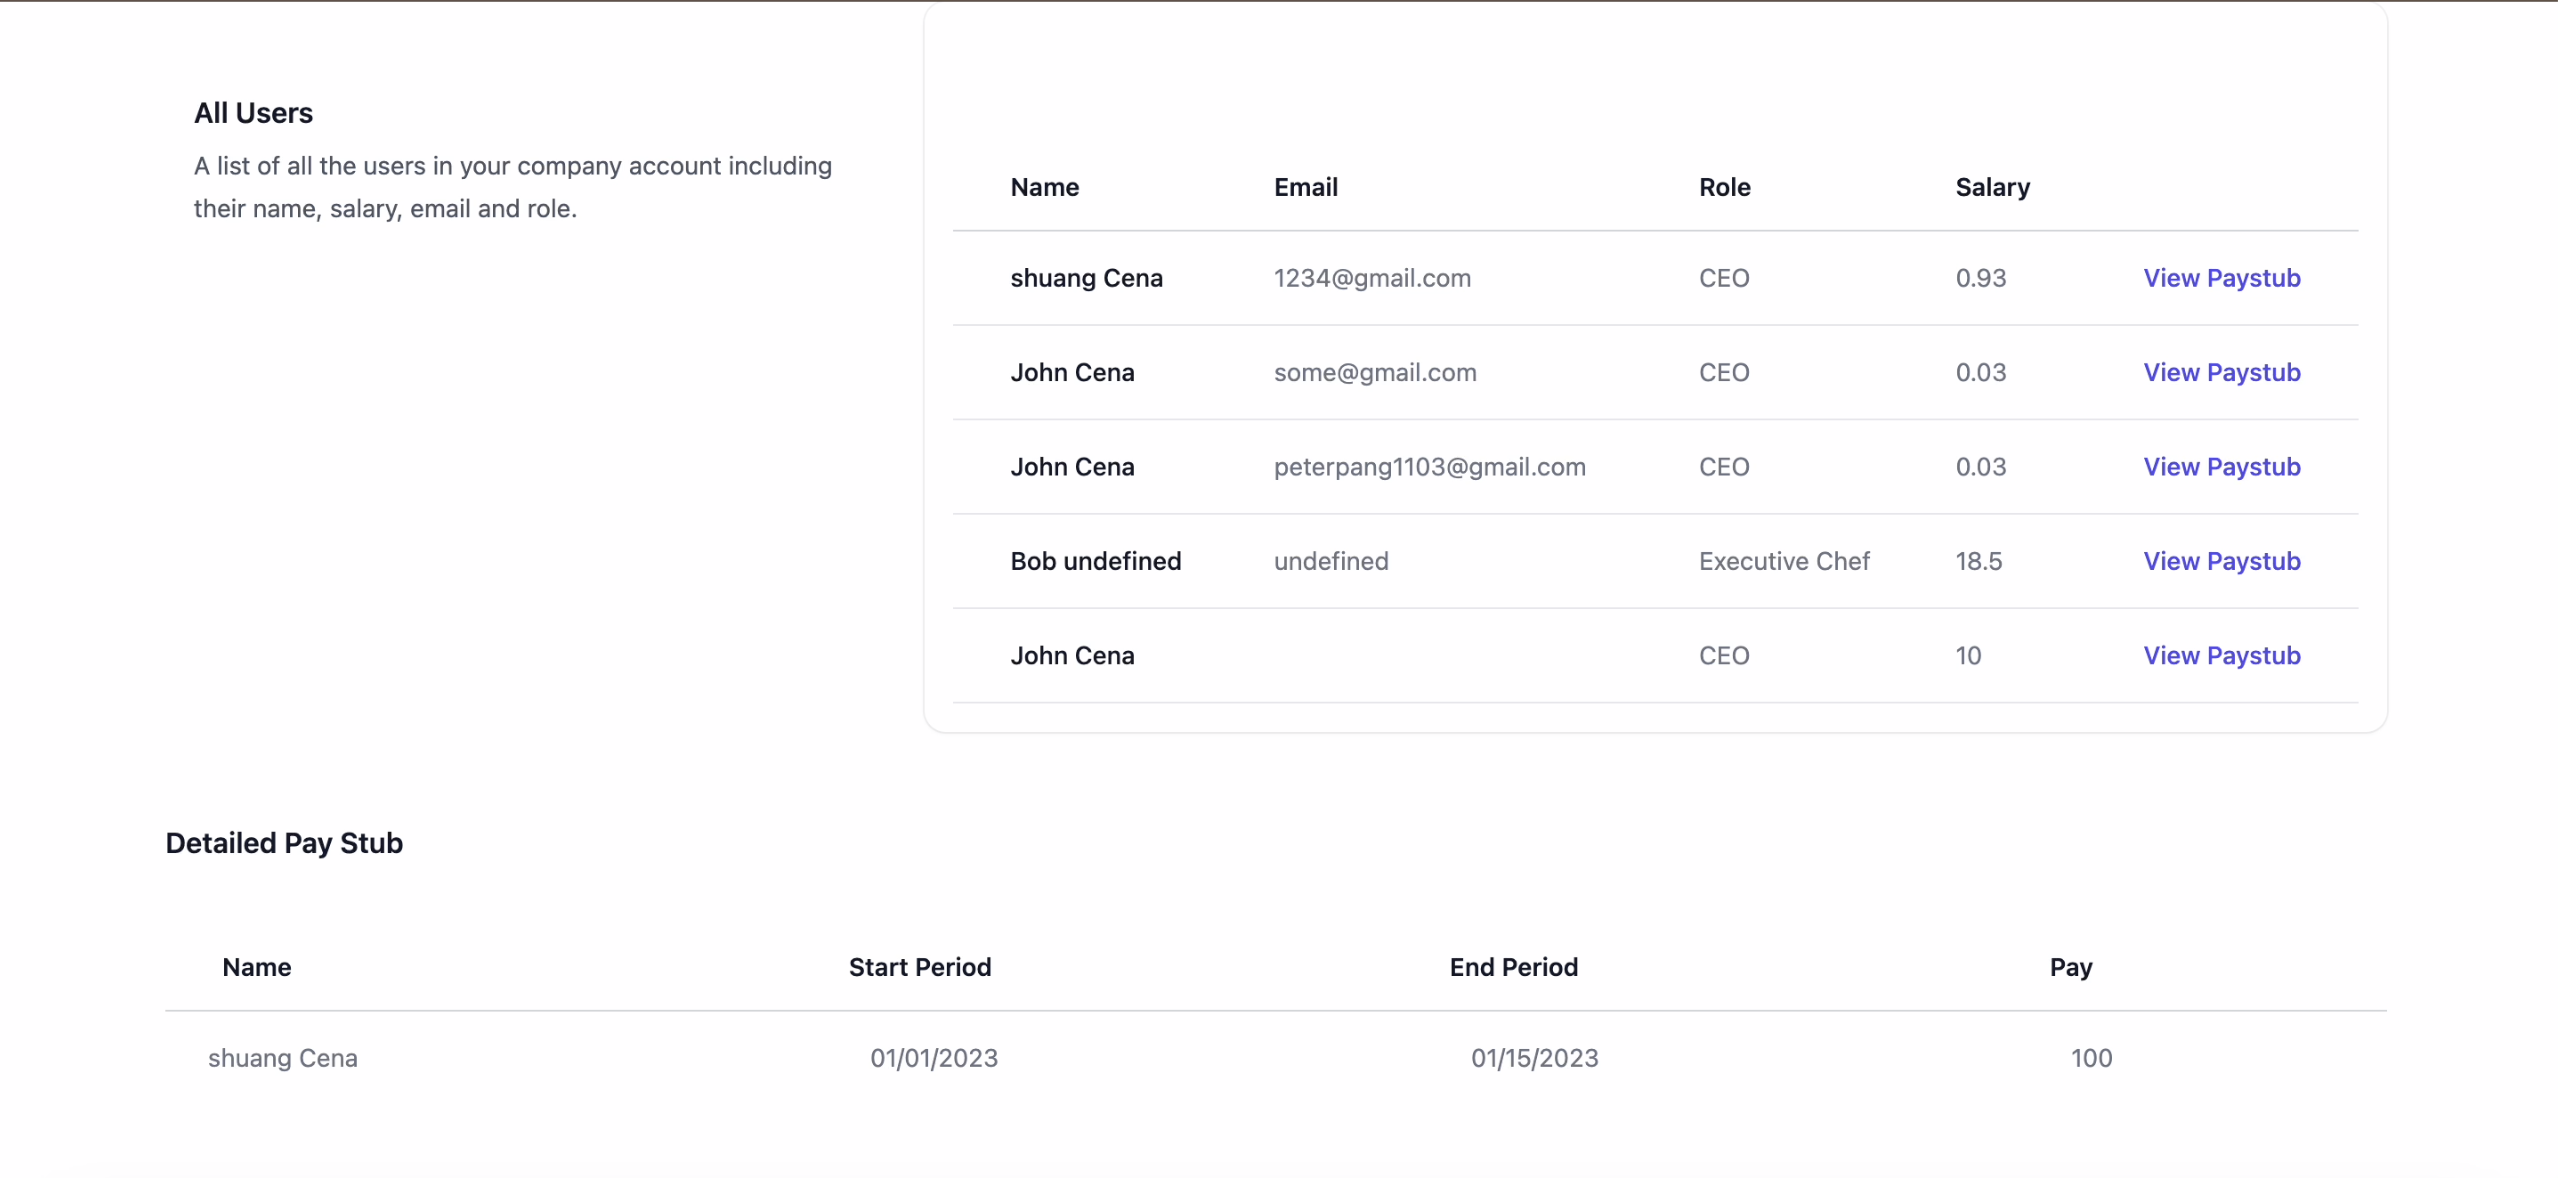 All Users
A list of all the users in your company account including
their name, salary, email and role.
Name Email Role Salary
shuang Cena 1234@gmail.com CEO 0.93 View Paystub
John Cena some@gmail.com CEO 0.03 View Paystub
John Cena peterpang1103@gmail.com CEO 0.03 View Paystub
Bob undefined undefined Executive Chef 18.5 View Paystub
John Cena CEO 10 View Paystub
Detailed Pay Stub
Name Start Period End Period Pay
shuang Cena 01/01/2023 01/15/2023 100